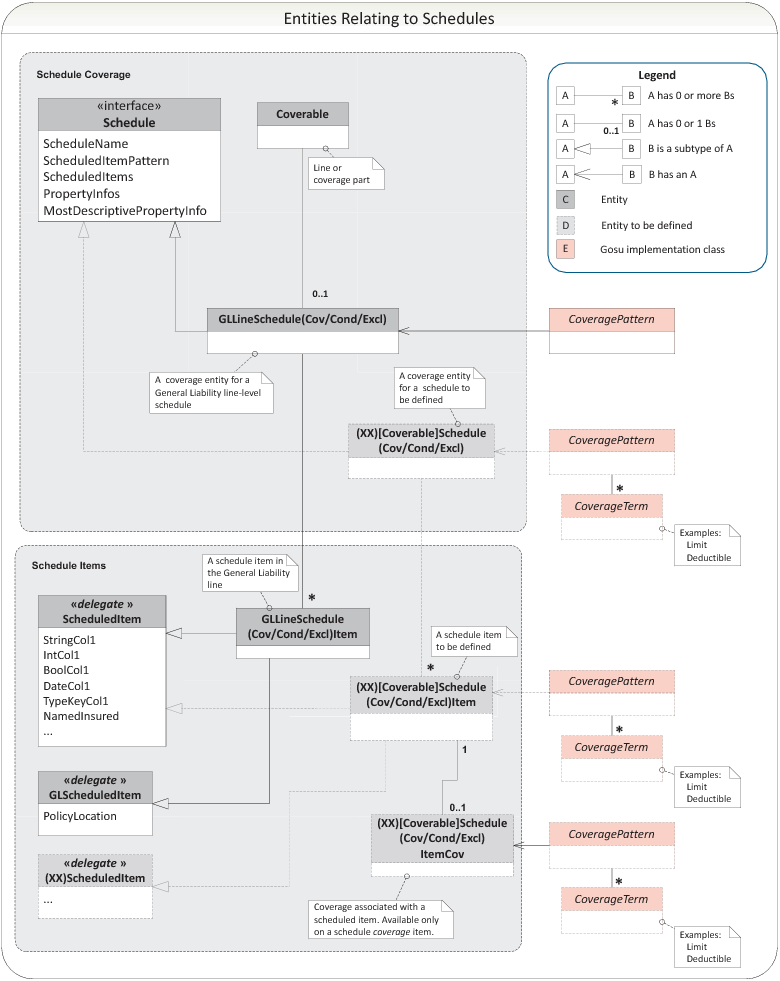 Entities Relating to Schedules
Schedule Coverage
«interface»
Schedule
ScheduleName
ScheduledItemPattern
ScheduledItems
PropertyInfos
MostDescriptivePropertyInfo
Coverable
Line or
coverage part
Legend
A
*
B
A has 0 or more Bs
A
0..1
B
A has 0 or 1 Bs
A
B
B is a subtype of A
A
B
B has an A
C
Entity
D
Entity to be defined
E
Gosu implementation class
0..1
GLLineSchedule(Cov/Cond/Excl)
CoveragePattern
A coverage entity for a
General Liability line-level
schedule
A coverage entity
for a schedule to
be defined
(XX)[Coverable]Schedule
(Cov/Cond/Excl)
CoveragePattern
*
CoverageTerm
Examples:
Limit
Deductible
Schedule Items
A schedule item in
the General Liability
line
*
«delegate »
ScheduledItem
StringCol1
IntCol1
BoolCol1
DateCol1
TypeKeyCol1
NamedInsured
...
GLLineSchedule
(Cov/Cond/Excl)Item
A schedule item
to be defined
*
(XX)[Coverable]Schedule
(Cov/Cond/Excl)Item
CoveragePattern
*
CoverageTerm
Examples:
Limit
Deductible
1
0..1
«delegate »
GLScheduledItem
PolicyLocation
(XX)[Coverable]Schedule
(Cov/Cond/Excl)
ItemCov
CoveragePattern
*
CoverageTerm
Examples:
Limit
Deductible
«delegate »
(XX)ScheduledItem
...
Coverage associated with a
scheduled item. Available only
on a schedule coverage item.